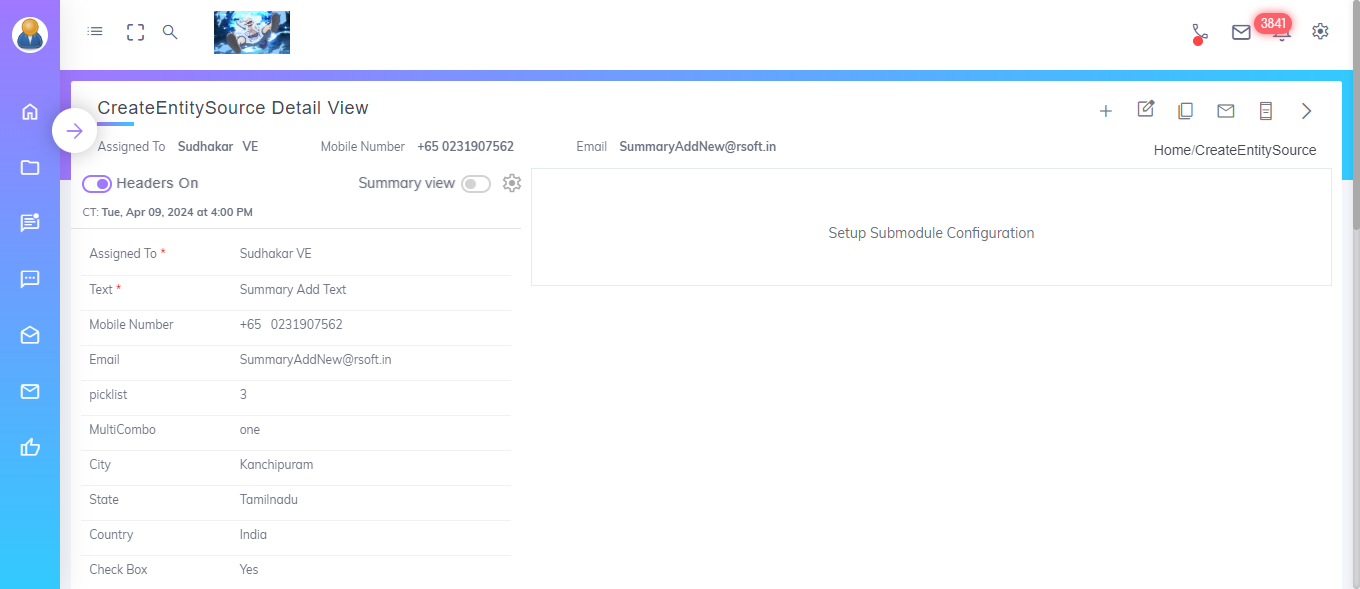 3841
CreateEntitySource Detail View
Assigned To Sudhakar VE Mobile Number +65 0231907562 Email SummaryAddNew@rsoft.in
Home/CreateEntitySource
Headers On Summary view
CT: Tue, Apr 09, 2024 at 4:00 PM
Setup Submodule Configuration
Assigned To * Sudhakar VE
Text * Summary Add Text
Mobile Number +65 0231907562
Email SummaryAddNew@rsoft.in
picklist 3
MultiCombo one
City Kanchipuram
State Tamilnadu
Country India
Check Box Yes